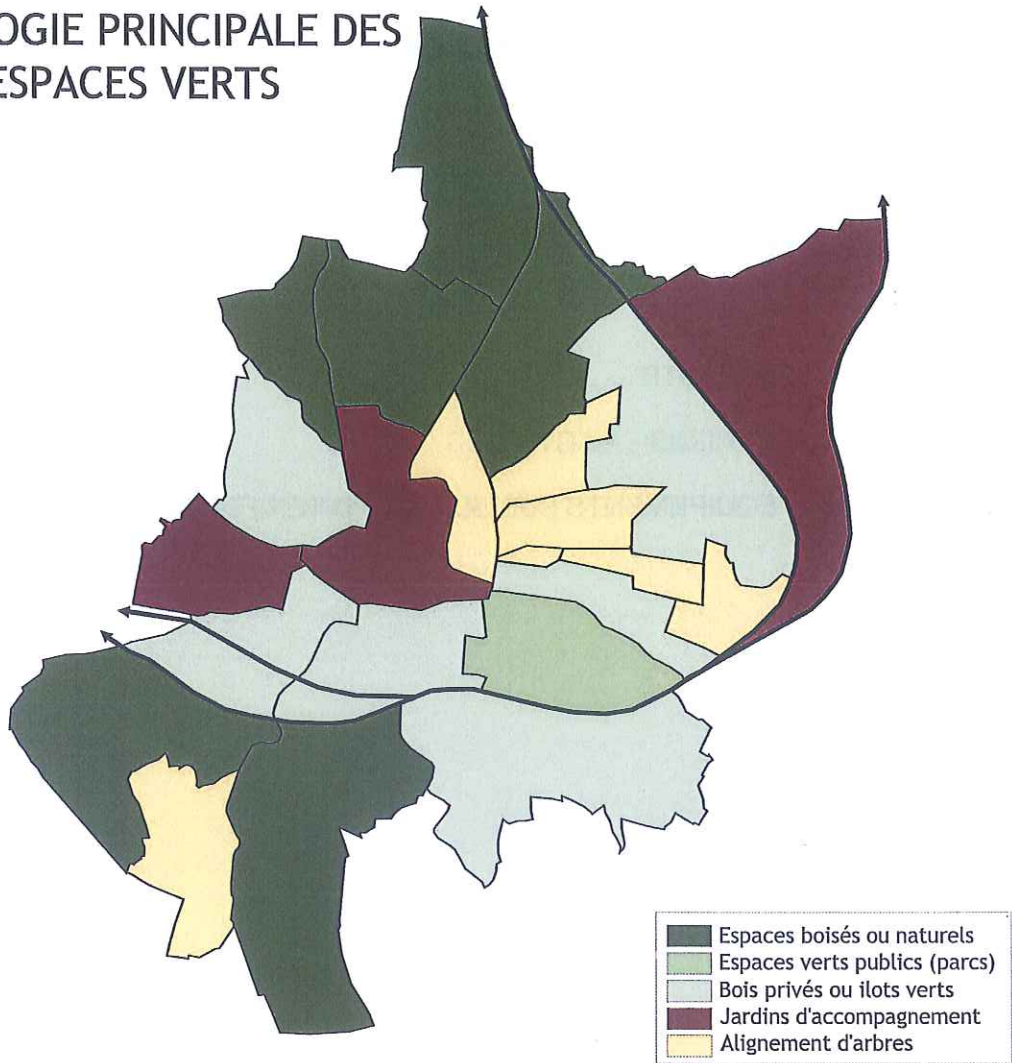 OGIE PRINCIPALE DES
ESPACES VERTS
Espaces boisés ou naturels
Espaces verts publics (parcs)
Bois privés ou ilots verts
Jardins d'accompagnement
Alignement d'arbres